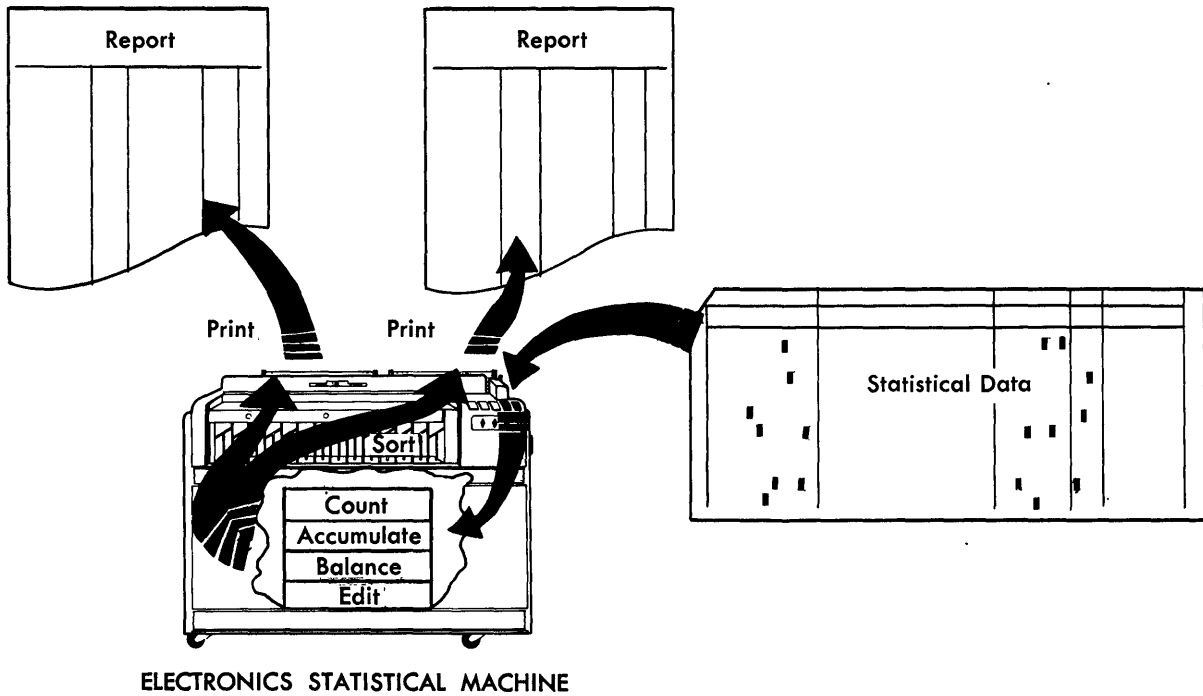 Report
Report
Print
Print
Statistical Data
Sort
Count
Accumulate
Balance
Edit
ELECTRONICS STATISTICAL MACHINE